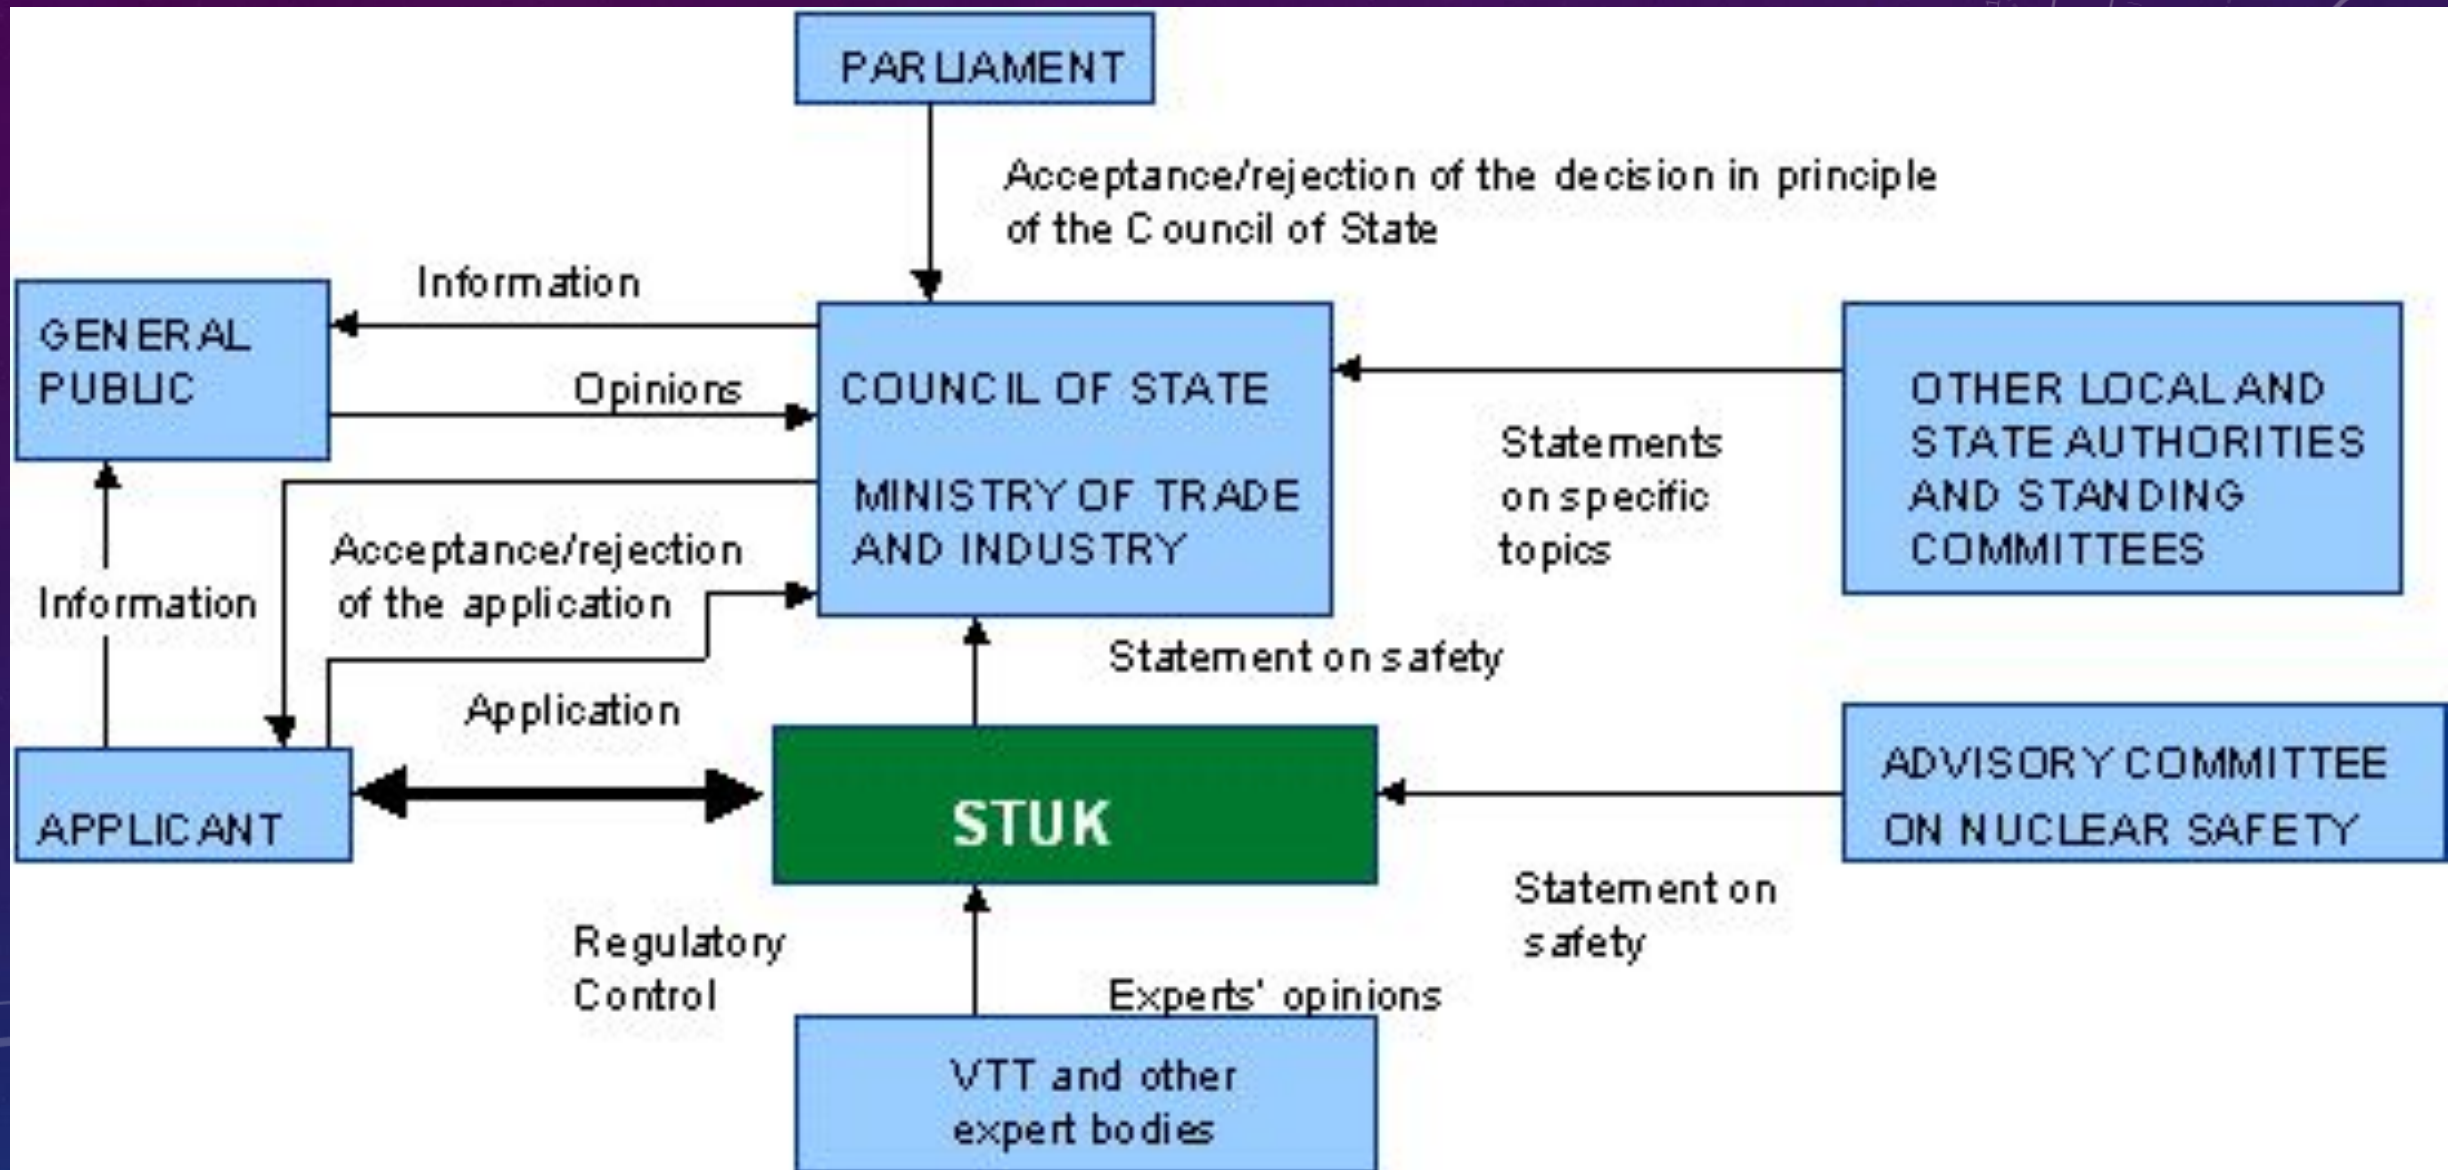 PARLIAMENT
Acceptance/rejection of the decision in principle
of the Council of State
Information
GENERAL
PUBLIC
Opinions
COUNCIL OF STATE
MINISTRY OF TRADE
AND INDUSTRY
OTHER LOCAL AND
STATE AUTHORITIES
AND STANDING
COMMITTEES
Statements
on specific
topics
Acceptance/rejection
of the application
Information
Statement on safety
Application
APPLICANT
STUK
ADVISORY COMMITTEE
ON NUCLEAR SAFETY
Statement on
safety
Regulatory
Control
Experts' opinions
VTT and other
expert bodies